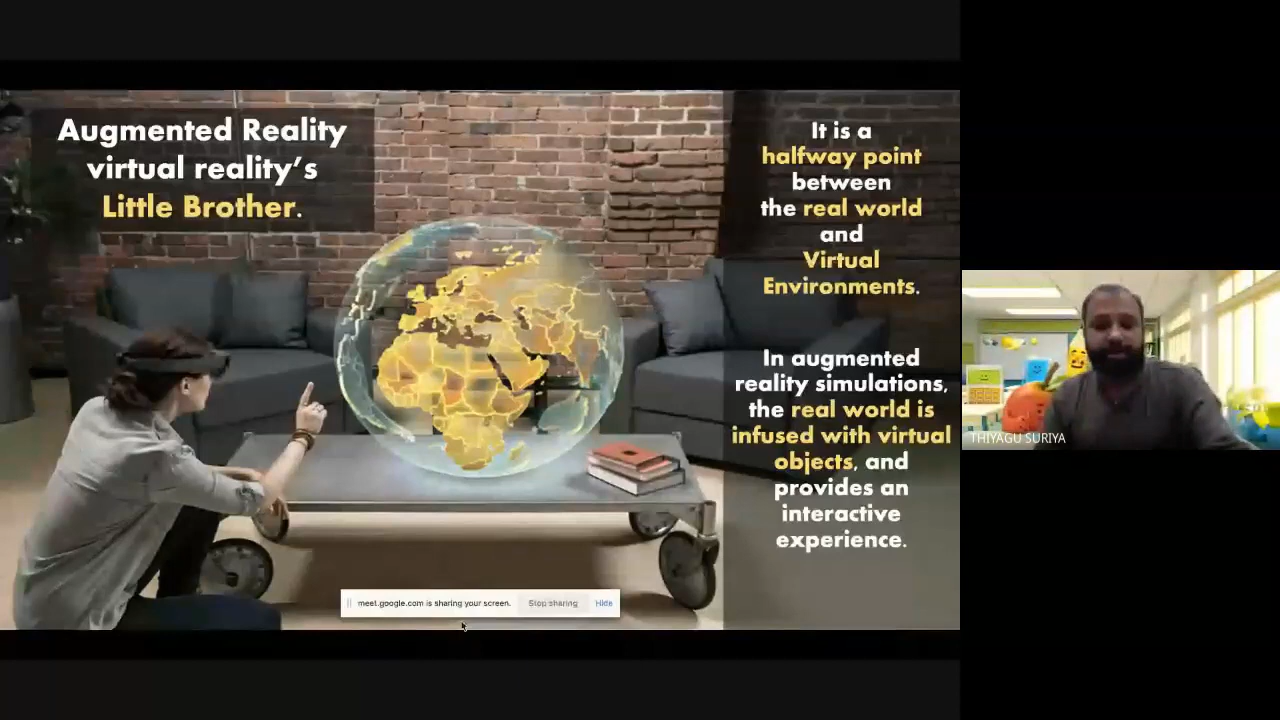 Augmented Reality
virtual reality's
Little Brother.
It is a
halfway point
between
the real world
and
Virtual
Environments.
In augmented
reality simulations,
the real world is
infused with virtual
objects, and
provides an
interactive
experience.
THIYAGU SURIYA
meet.google.com is sharing your screen.
Stop sharing
Hide